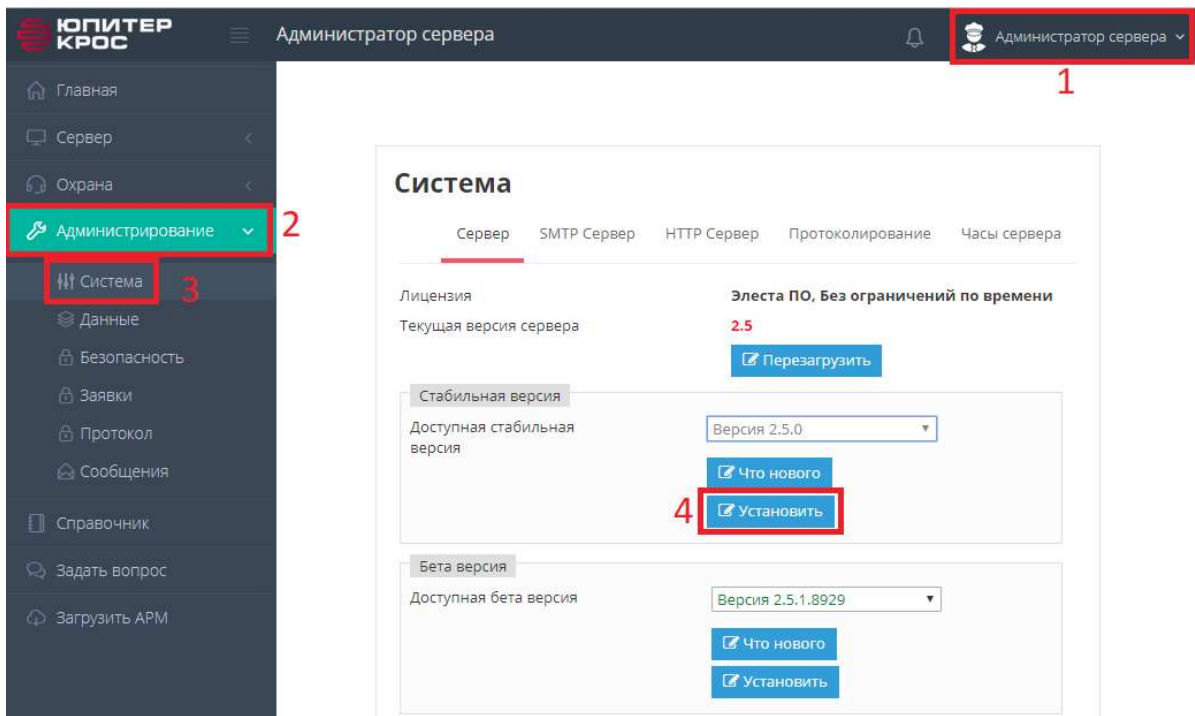 ЮПИТЕР
КРОС
Администратор сервера
Администратор сервера
1
Главная
Сервер
Охрана
Администрирование
2
Система
3
Данные
Безопасность
Заявки
Протокол
Сообщения
Справочник
Задать вопрос
Загрузить АРМ
Система
Сервер SMTP Сервер HTTP Сервер Протоколирование Часы сервера
Лицензия Элеста ПО, Без ограничений по времени
Текущая версия сервера 2.5
Перезагрузить
Стабильная версия
Доступная стабильная
версия
Версия 2.5.0
Что нового
4 Установить
Бета версия
Доступная бета версия Версия 2.5.1.8929
Что нового
Установить